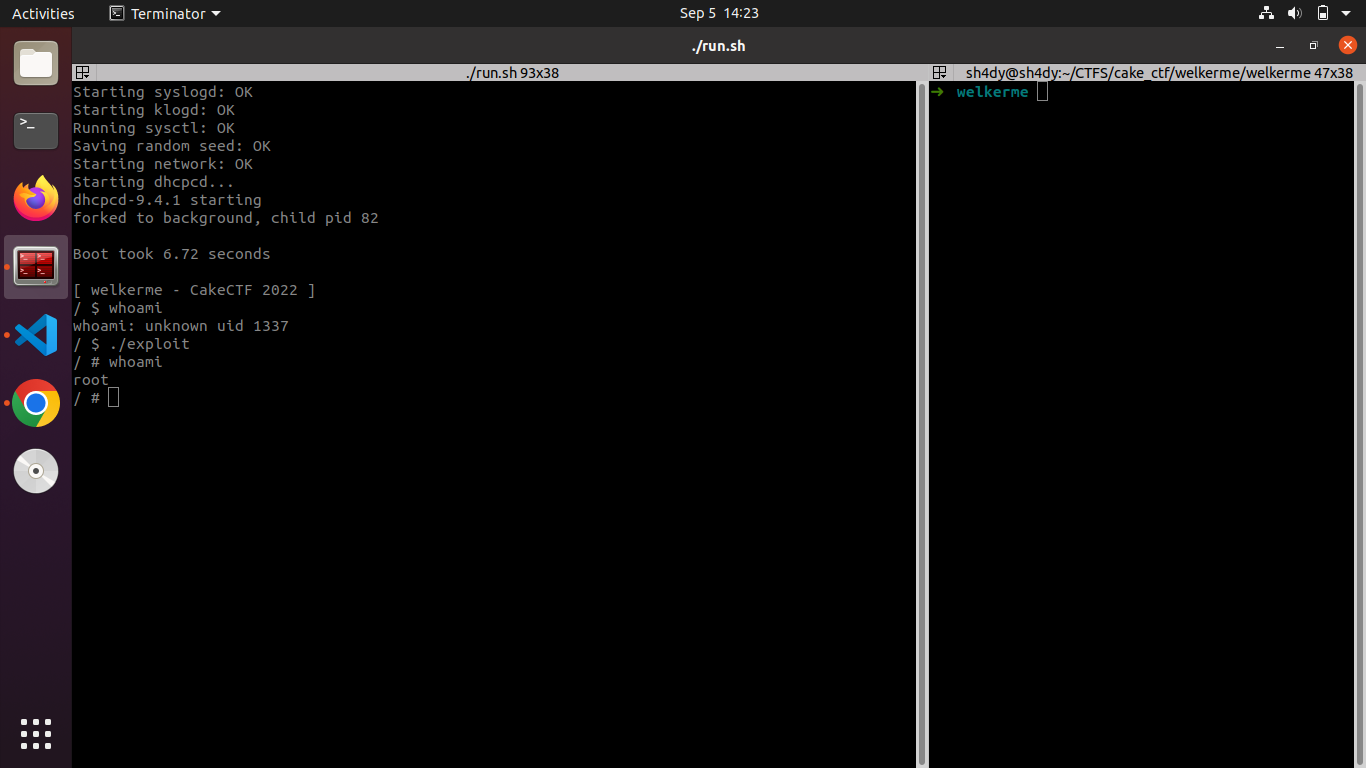 Activities
Terminator
Sep 5 14:23
./run.sh
./run.sh 93x38
Starting syslogd: OK
Starting klogd: OK
Running sysctl: OK
Saving random seed: OK
Starting network: OK
Starting dhcpcd...
dhcpcd-9.4.1 starting
forked to background, child pid 82
Boot took 6.72 seconds
[ welkerme - CakeCTF 2022 ]
/ $ whoami
whoami: unknown uid 1337
/ $ ./exploit
/ # whoami
root
/ #
sh4dy@sh4dy:~/CTFS/cake_ctf/welkerme/welkerme 47x38
➜ welkerme